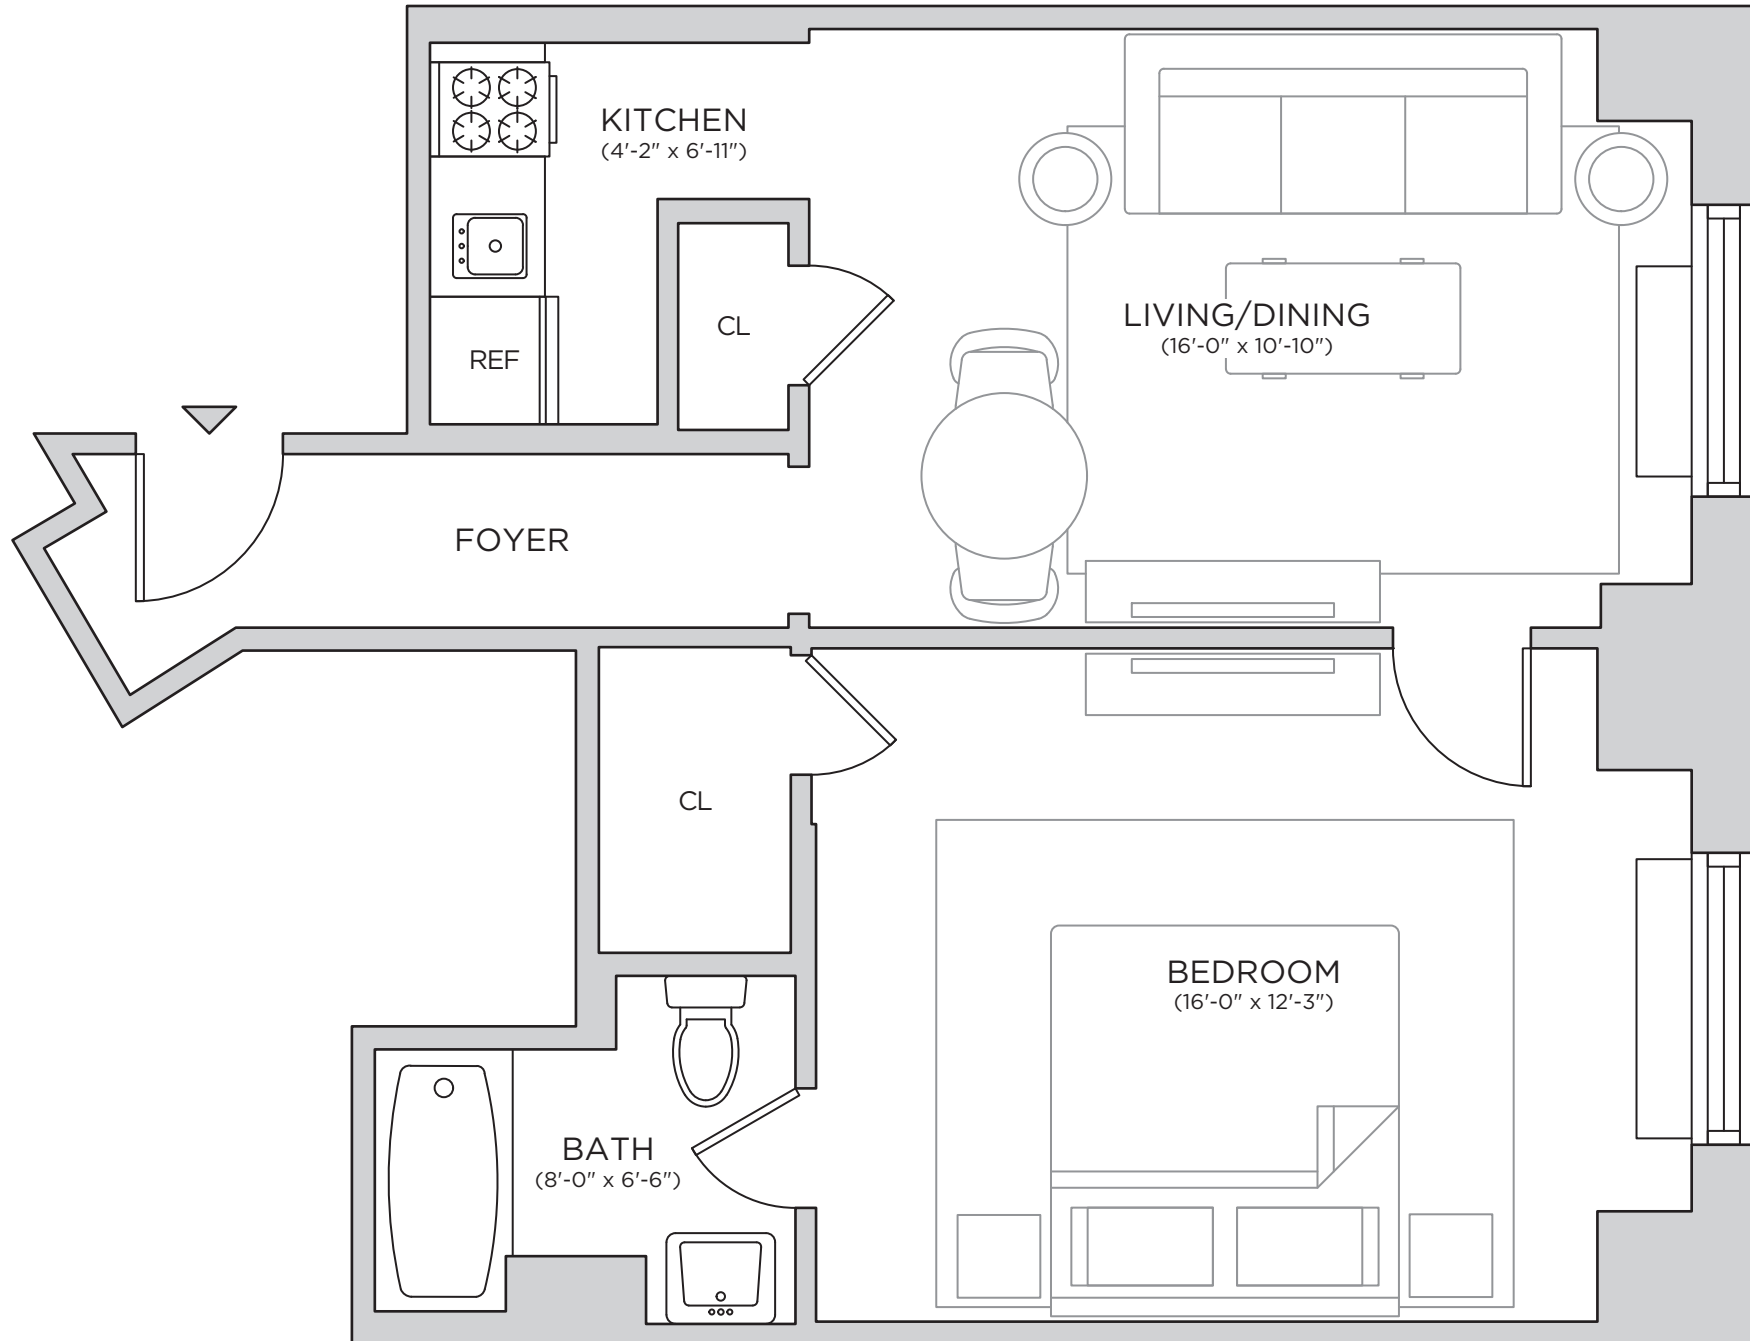 KITCHEN
(4'-2" x 6'-11")
CL
REF
LIVING/DINING
(16'-0" x 10'-10")
FOYER
CL
BEDROOM
(16'-0" x 12'-3")
BATH
(8'-0" x 6'-6")